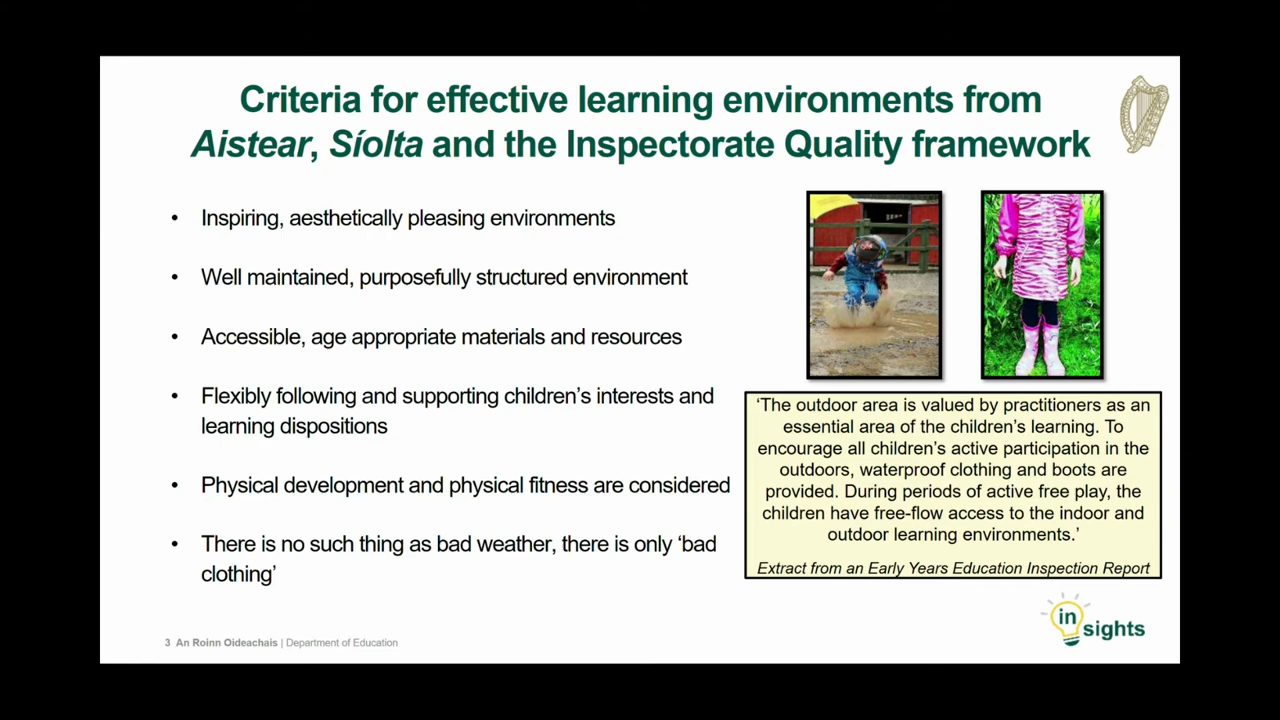 Criteria for effective learning environments from
Aistear, Síolta and the Inspectorate Quality framework
• Inspiring, aesthetically pleasing environments
• Well maintained, purposefully structured environment
• Accessible, age appropriate materials and resources
• Flexibly following and supporting children’s interests and
learning dispositions
• Physical development and physical fitness are considered
• There is no such thing as bad weather, there is only ‘bad
clothing’
‘The outdoor area is valued by practitioners as an
essential area of the children’s learning. To
encourage all children’s active participation in the
outdoors, waterproof clothing and boots are
provided. During periods of active free play, the
children have free-flow access to the indoor and
outdoor learning environments.’
Extract from an Early Years Education Inspection Report
insights
3 An Roinn Oideachais | Department of Education